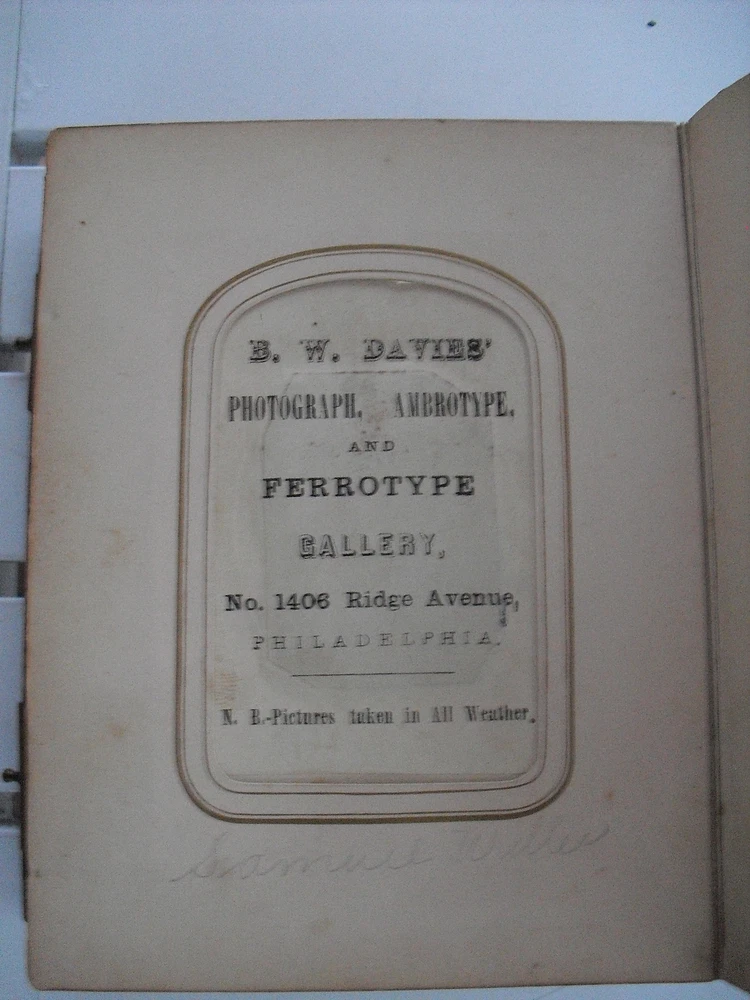 B. W. DAVIES'
PHOTOGRAPH, AMBROTYPE,
AND
FERROTYPE
GALLERY,
No. 1406 Ridge Avenue,
PHILADELPHIA.
N. B.-Pictures taken in All Weather.